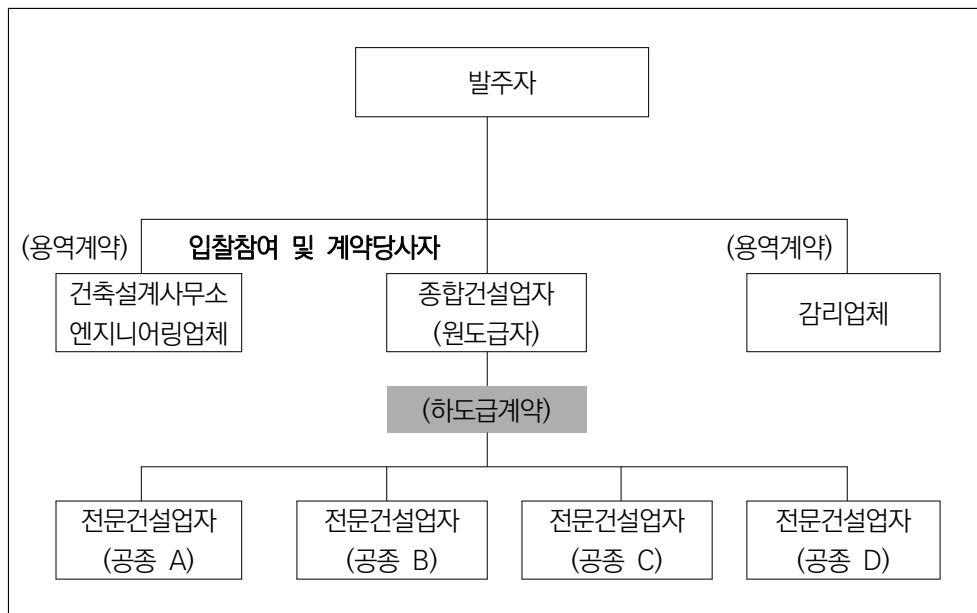 발주자
(용역계약)
입찰참여 및 계약당사자
(용역계약)
건축설계사무소
엔지니어링업체
종합건설업자
(원도급자)
감리업체
(하도급계약)
전문건설업자
(공종 A)
전문건설업자
(공종 B)
전문건설업자
(공종 C)
전문건설업자
(공종 D)